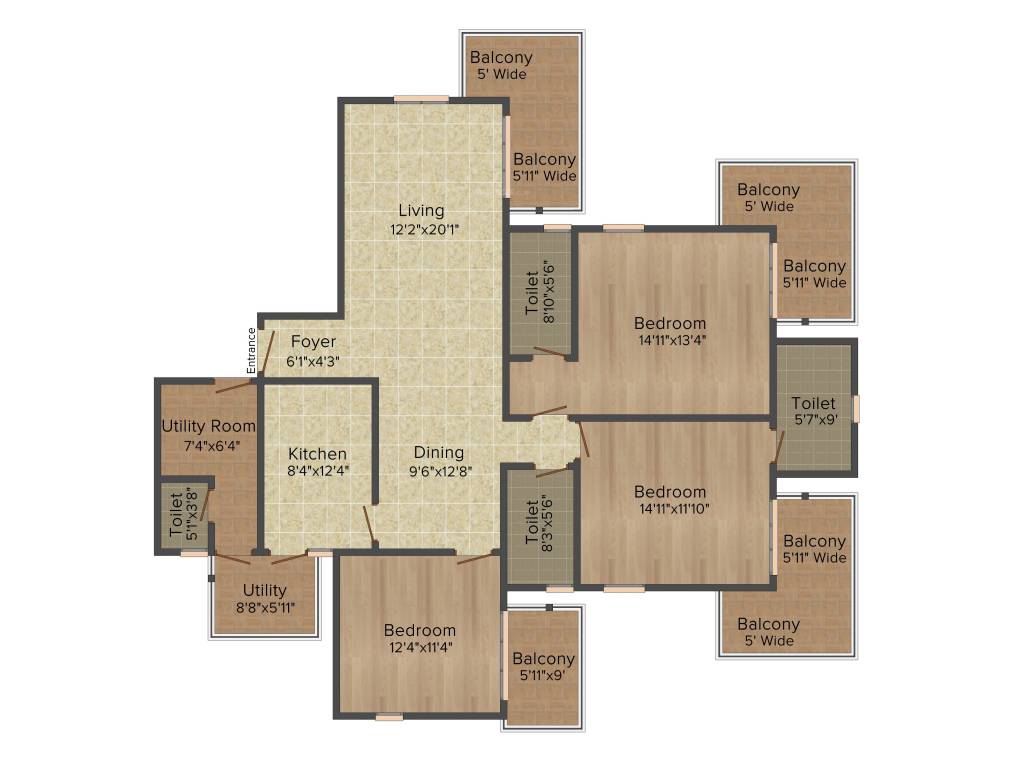 Balcony
5' Wide
Balcony
5'11" Wide
Living
12'2"x20'1"
Balcony
5' Wide
Balcony
5'11" Wide
Toilet
8'10"x5'6"
Bedroom
14'11"x13'4"
Entrance
Foyer
6'1"x4'3"
Toilet
5'7"x9'
Utility Room
7'4"x6'4"
Kitchen
8'4"x12'4"
Dining
9'6"x12'8"
Toilet
5'1"x3'8"
Toilet
8'3"x5'6"
Bedroom
14'11"x11'10"
Balcony
5'11" Wide
Utility
8'8"x5'11"
Bedroom
12'4"x11'4"
Balcony
5' Wide
Balcony
5'11"x9'